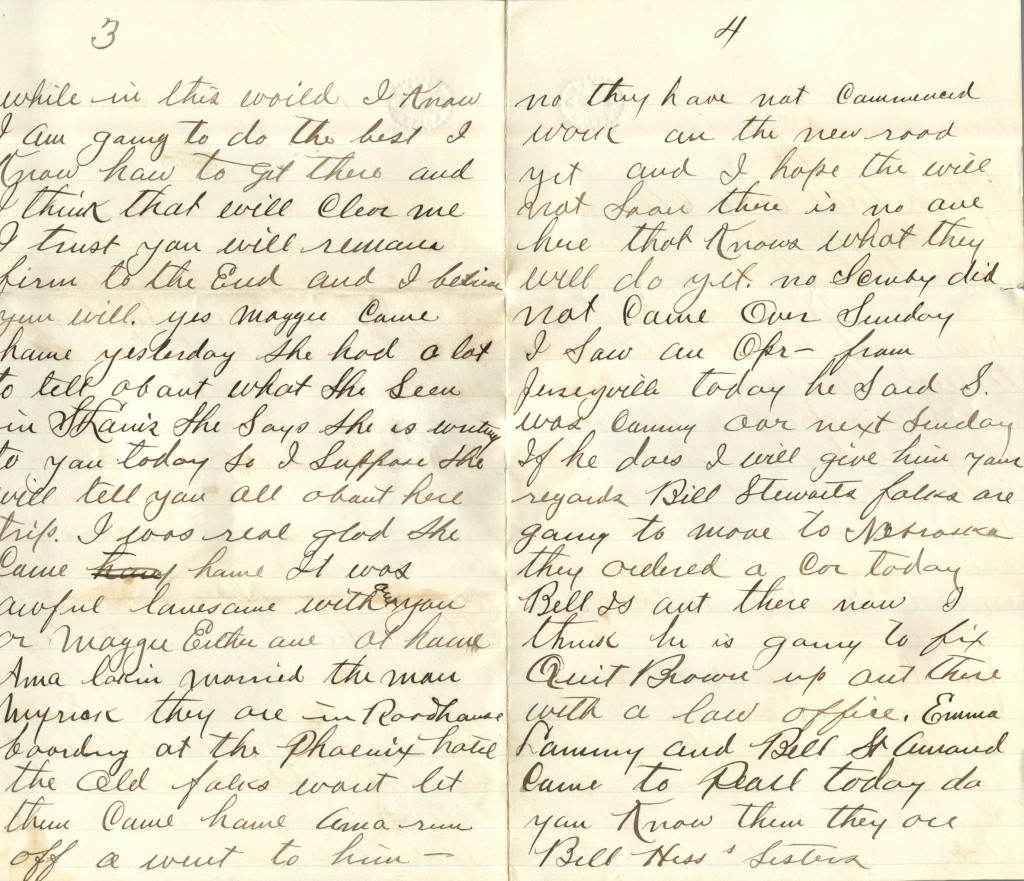 3
while in this world I Know
I am going to do the best I
Know how to get there and
I think that will Clear me
I trust you will remain
firm to the End and I believe
you will. yes Maggie Came
home yesterday She had a lot
to tell about what She Seen
in St Louis She Says She is writing
to you today So I Suppose She
will tell you all about here
trip. I was real glad She
Came home It was
awful lonesome without you
or Maggie Either one at home
Ama Lakin married the man
Myrick they are in Roodhouse
boarding at the Phoenix hotel
the Old folks wont let
them Come home Ama run
off a went to him —
4
no they have not Commenced
work on the new road
yet and I hope the will
not Soon there is no one
here that Knows what they
will do yet. no Scruby did
not Come Over Sunday
I Saw an Opr — from
Jerseyville today he Said S.
was Coming over next Sunday
If he does I will give him your
regards Bill Stewarts folks are
going to move to Nebraska
they ordered a Car today
Bill Is out there now I
think he is going to fix
Quit Brown up out there
with a law office. Emma
Lammy and Bell St Amand
Came to Pearl today do
you Know them they are
Bill Hess's Sisters